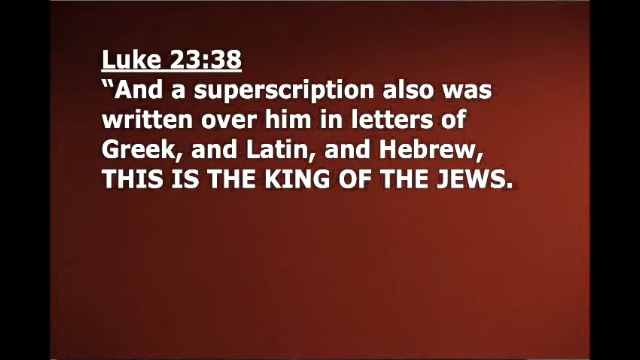 Luke 23:38
“And a superscription also was
written over him in letters of
Greek, and Latin, and Hebrew,
THIS IS THE KING OF THE JEWS.